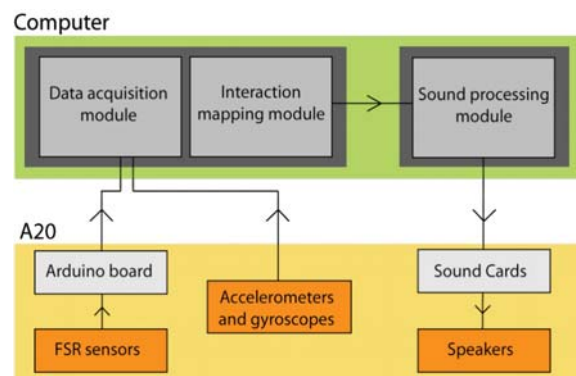 Computer
Data acquisition
module
Interaction
mapping module
Sound processing
module
A20
Arduino board
Accelerometers
and gyroscopes
Sound Cards
FSR sensors
Speakers